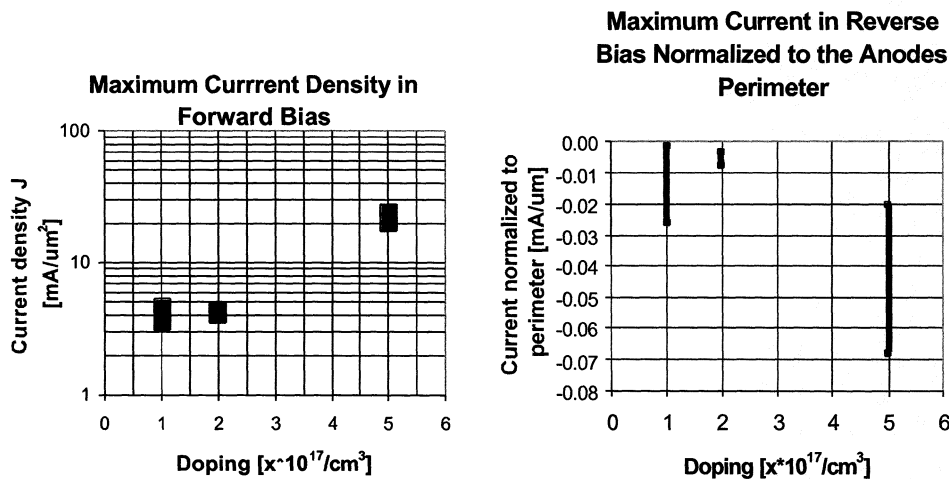 Maximum Currrent Density in
Forward Bias
100
10
1
0 1 2 3 4 5 6
Current density J
[mA/um²]
Doping [x^10¹⁷/cm³]
Maximum Current in Reverse
Bias Normalized to the Anodes
Perimeter
0.00
-0.01
-0.02
-0.03
-0.04
-0.05
-0.06
-0.07
-0.08
0 1 2 3 4 5 6
Current normalized to
perimeter [mA/um]
Doping [x*10¹⁷/cm³]